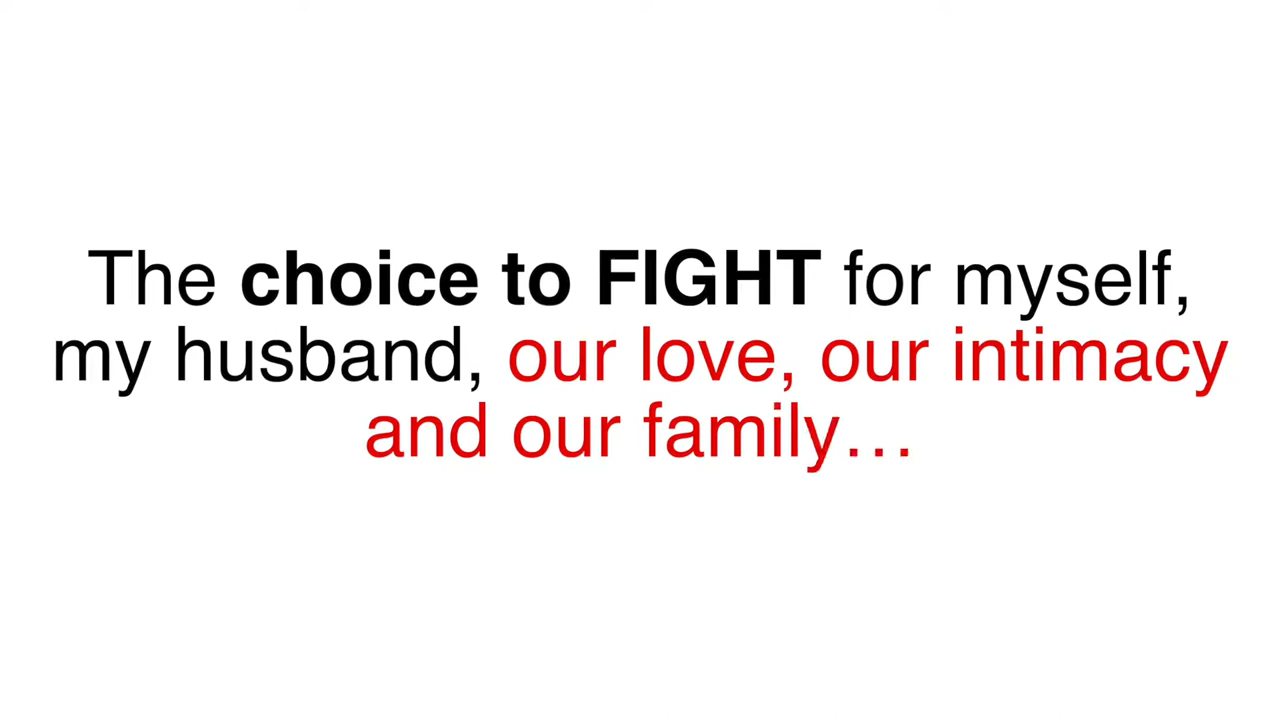 The choice to FIGHT for myself,
my husband, our love, our intimacy
and our family…